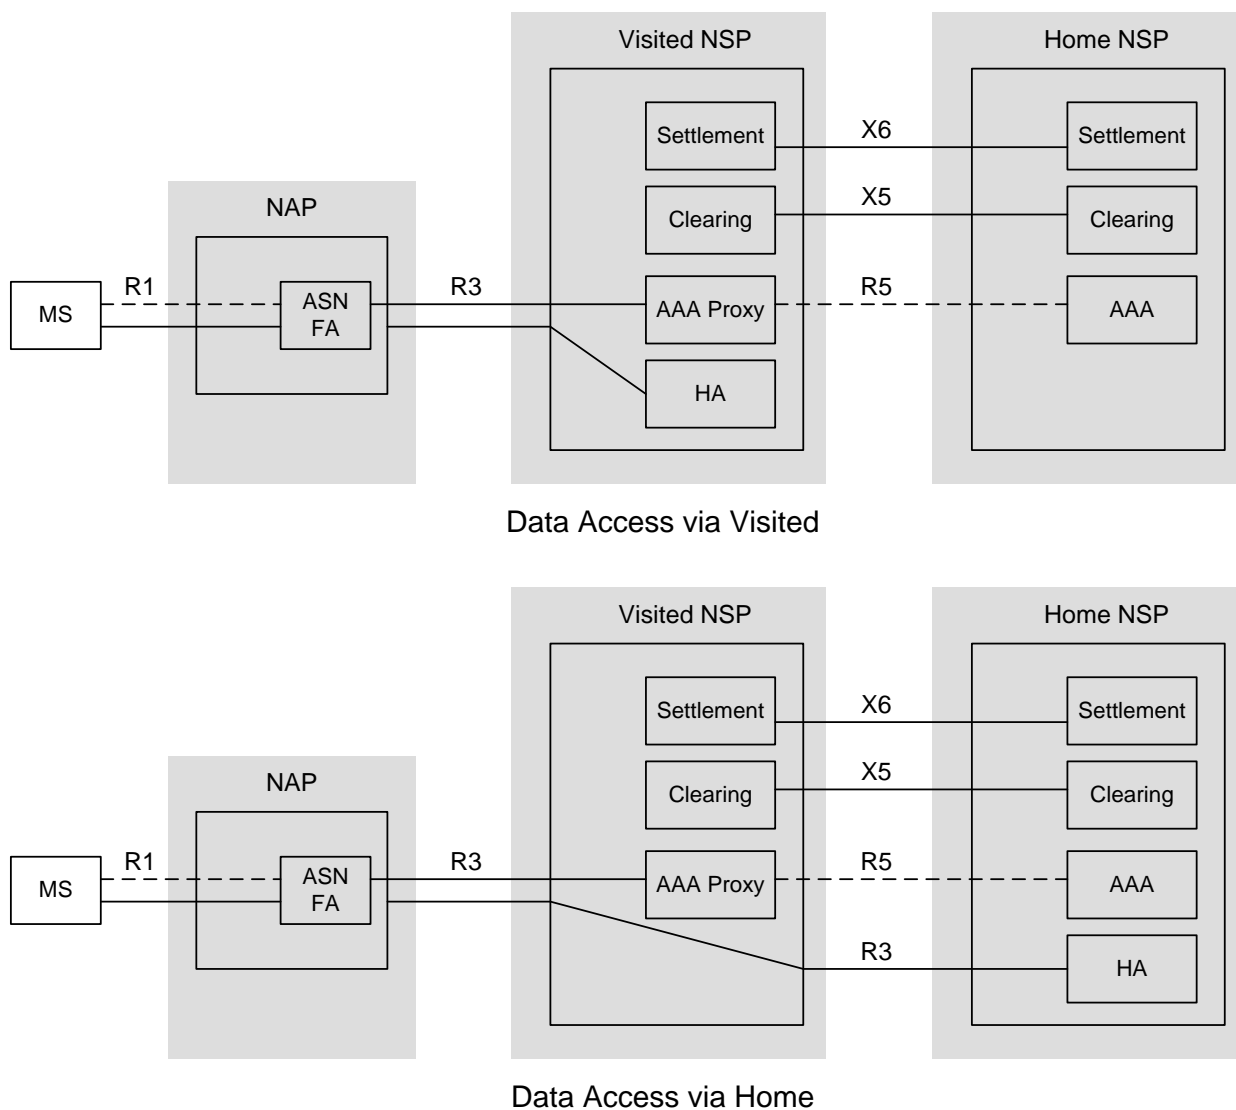 Visited NSP
Home NSP
Settlement
X6
Settlement
NAP
Clearing
X5
Clearing
MS
R1
ASN
FA
R3
AAA Proxy
R5
AAA
HA
Data Access via Visited
Visited NSP
Home NSP
Settlement
X6
Settlement
NAP
Clearing
X5
Clearing
MS
R1
ASN
FA
R3
AAA Proxy
R5
AAA
R3
HA
Data Access via Home